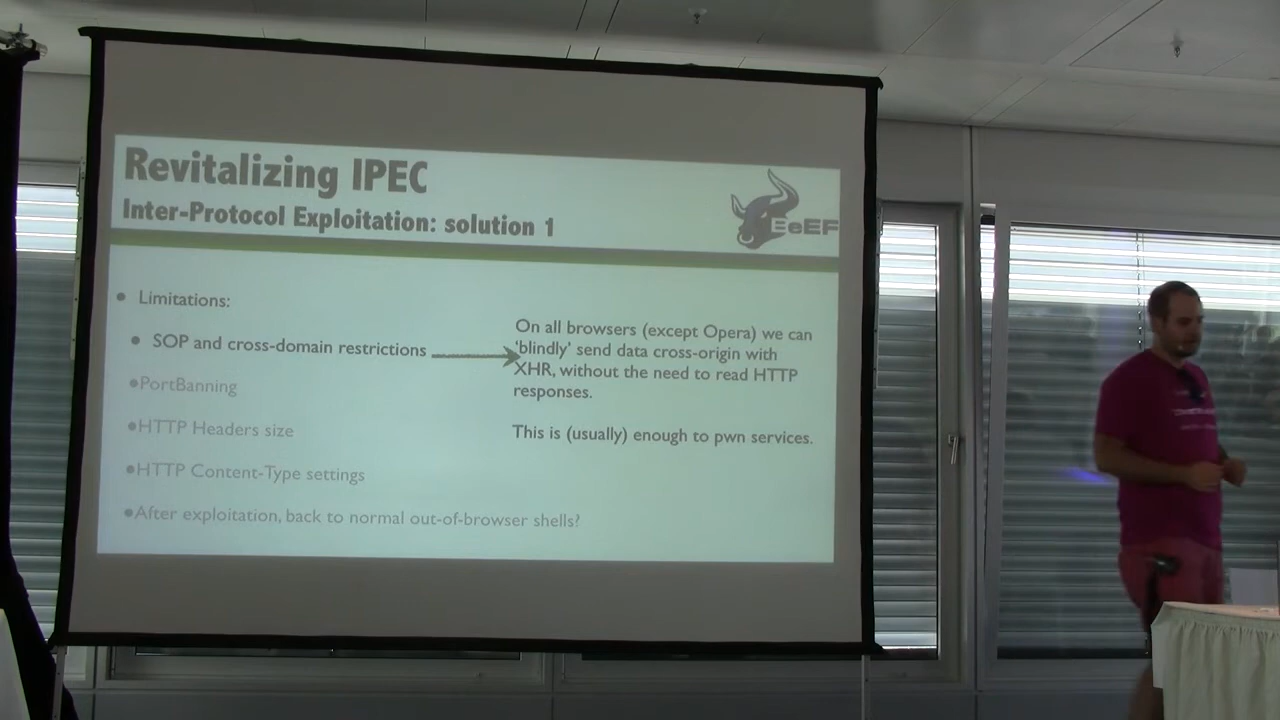 Revitalizing IPEC
Inter-Protocol Exploitation: solution 1
BeEF
Limitations:
SOP and cross-domain restrictions
On all browsers (except Opera) we can
'blindly' send data cross-origin with
XHR, without the need to read HTTP
responses.
This is (usually) enough to pwn services.
PortBanning
HTTP Headers size
HTTP Content-Type settings
After exploitation, back to normal out-of-browser shells?